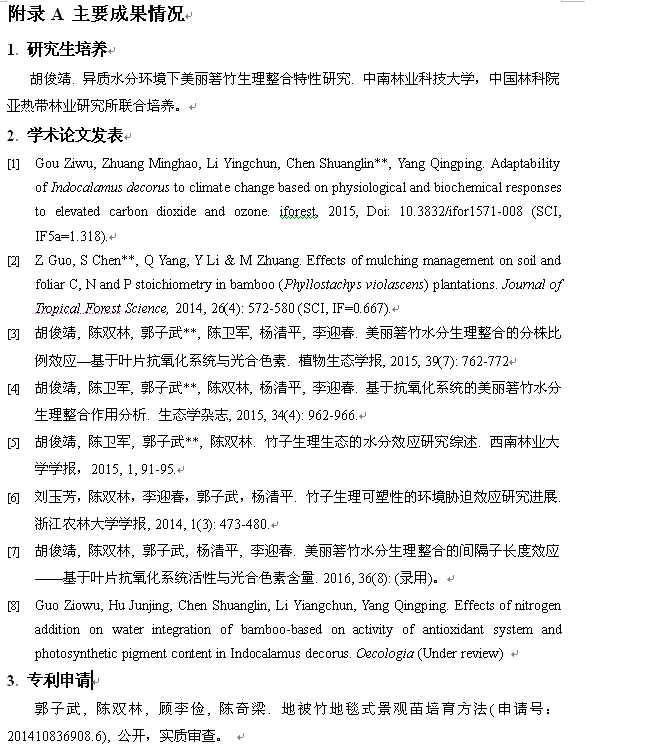 附录 A 主要成果情况
1. 研究生培养
胡俊靖. 异质水分环境下美丽箬竹生理整合特性研究. 中南林业科技大学，中国林科院
亚热带林业研究所联合培养。
2. 学术论文发表
[1] Gou Ziwu, Zhuang Minghao, Li Yingchun, Chen Shuanglin**, Yang Qingping. Adaptability
of Indocalamus decorus to climate change based on physiological and biochemical responses
to elevated carbon dioxide and ozone. iforest, 2015, Doi: 10.3832/ifor1571-008 (SCI,
IF5a=1.318).
[2] Z Guo, S Chen**, Q Yang, Y Li & M Zhuang. Effects of mulching management on soil and
foliar C, N and P stoichiometry in bamboo (Phyllostachys violascens) plantations. Journal of
Tropical Forest Science, 2014, 26(4): 572-580 (SCI, IF=0.667).
[3] 胡俊靖, 陈双林, 郭子武**, 陈卫军, 杨清平, 李迎春. 美丽箬竹水分生理整合的分株比
例效应—基于叶片抗氧化系统与光合色素. 植物生态学报, 2015, 39(7): 762-772
[4] 胡俊靖, 陈卫军, 郭子武**, 陈双林, 杨清平, 李迎春. 基于抗氧化系统的美丽箬竹水分
生理整合作用分析. 生态学杂志, 2015, 34(4): 962-966.
[5] 胡俊靖, 陈卫军, 郭子武**, 陈双林. 竹子生理生态的水分效应研究综述. 西南林业大
学学报，2015, 1, 91-95.
[6] 刘玉芳，陈双林，李迎春，郭子武，杨清平. 竹子生理可塑性的环境胁迫效应研究进展.
浙江农林大学学报, 2014, 1(3): 473-480.
[7] 胡俊靖, 陈双林, 郭子武, 杨清平, 李迎春. 美丽箬竹水分生理整合的间隔子长度效应
——基于叶片抗氧化系统活性与光合色素含量. 2016, 36(8): (录用)。
[8] Guo Ziowu, Hu Junjing, Chen Shuanglin, Li Yiangchun, Yang Qingping. Effects of nitrogen
addition on water integration of bamboo-based on activity of antioxidant system and
photosynthetic pigment content in Indocalamus decorus. Oecologia (Under review)
3. 专利申请
郭子武, 陈双林, 顾李俭, 陈奇梁. 地被竹地毯式景观苗培育方法(申请号：
201410836908.6), 公开，实质审查。